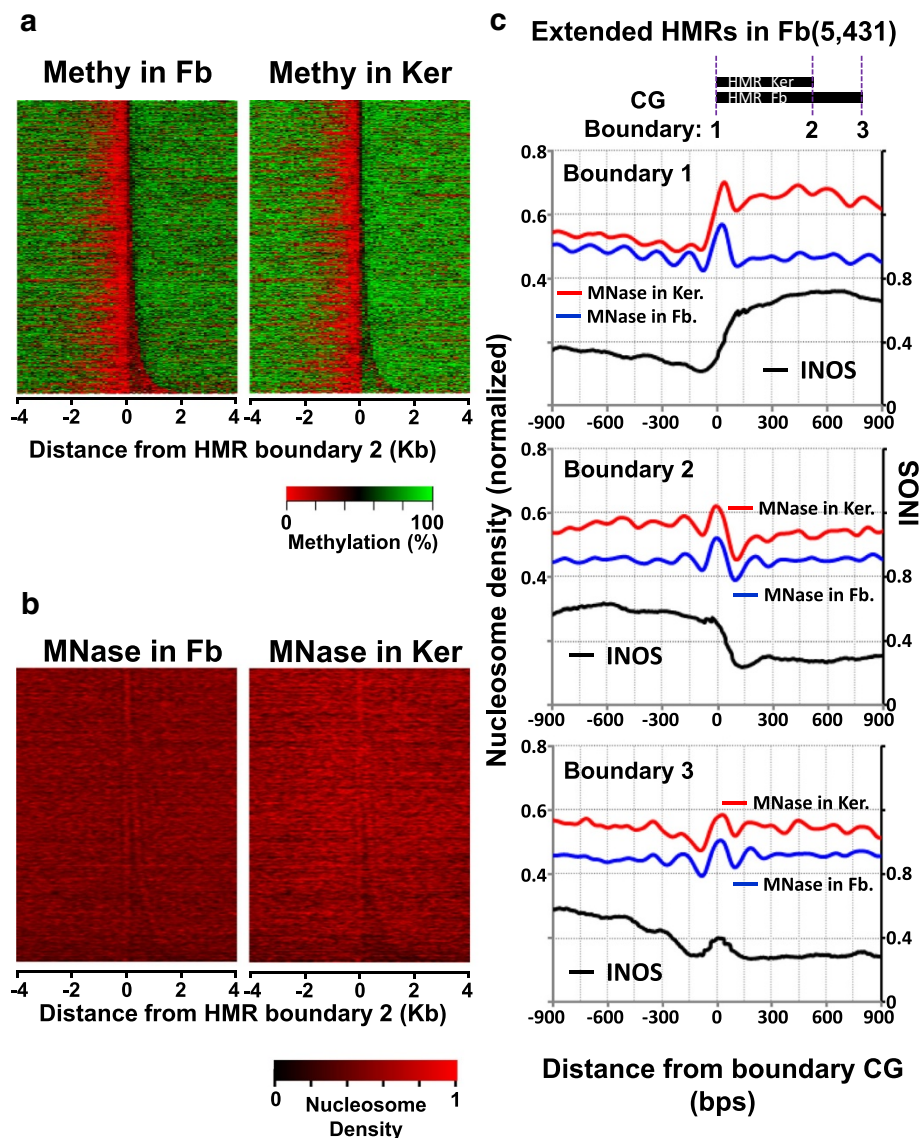 a
Methy in Fb
Methy in Ker
-4 -2 0 2 4
-4 -2 0 2 4
Distance from HMR boundary 2 (Kb)
0 100
Methylation (%)
b
MNase in Fb
MNase in Ker
-4 -2 0 2 4
-4 -2 0 2 4
Distance from HMR boundary 2 (Kb)
0 1
Nucleosome
Density
c
Extended HMRs in Fb(5,431)
HMR Ker
HMR Fb
CG
Boundary: 1 2 3
Nucleosome density (normalized)
INOS
0.8
0.6
0.4
Boundary 1
MNase in Ker.
MNase in Fb.
INOS
0.8
0.4
0
-900 -600 -300 0 300 600 900
0.8
0.6
0.4
Boundary 2
MNase in Ker.
MNase in Fb.
INOS
0.8
0.4
0
-900 -600 -300 0 300 600 900
0.8
0.6
0.4
Boundary 3
MNase in Ker.
MNase in Fb.
INOS
0.8
0.4
0
-900 -600 -300 0 300 600 900
Distance from boundary CG
(bps)